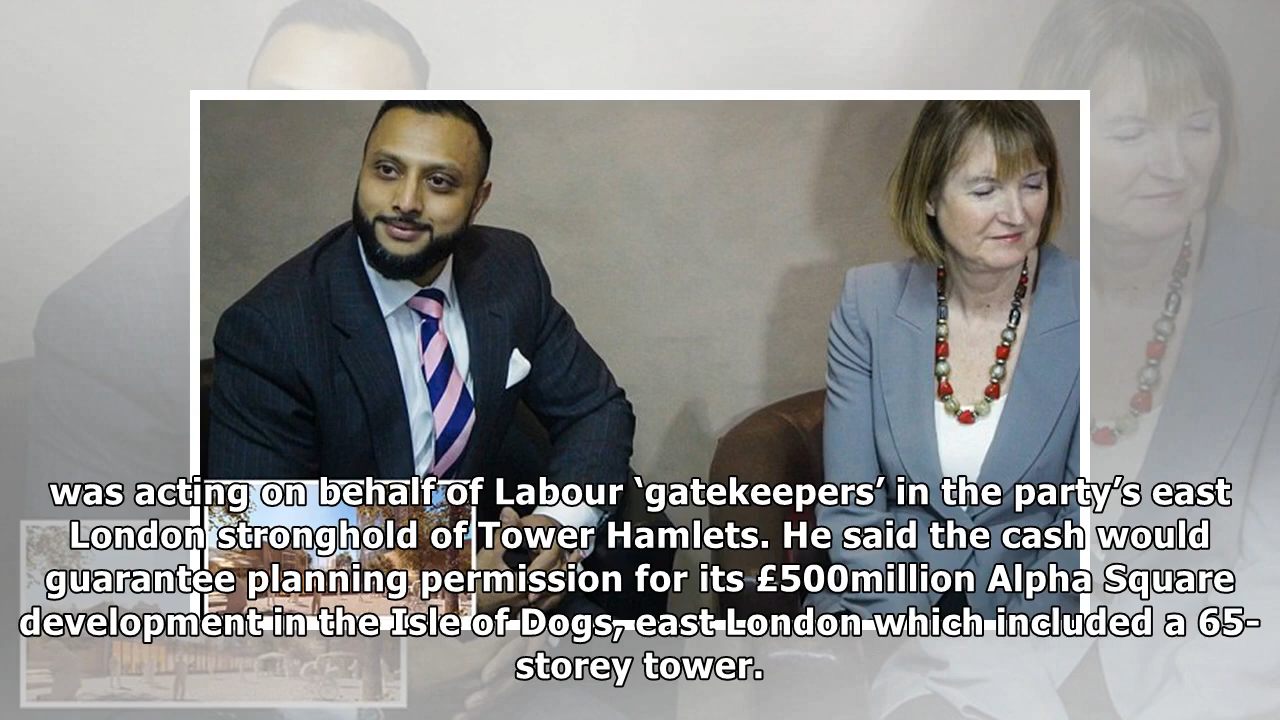 was acting on behalf of Labour ‘gatekeepers’ in the party’s east
London stronghold of Tower Hamlets. He said the cash would
guarantee planning permission for its £500million Alpha Square
development in the Isle of Dogs, east London which included a 65-
storey tower.